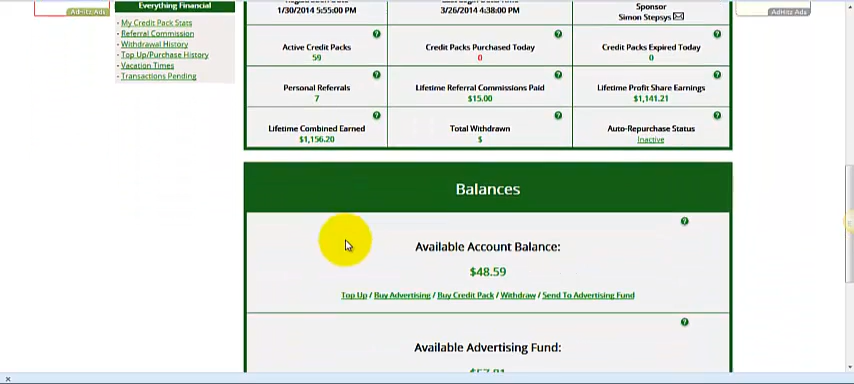 AdHitz Ads
Everything Financial
· My Credit Pack Stats
· Referral Commission
· Withdrawal History
· Top Up/Purchase History
· Vacation Times
· Transactions Pending
1/30/2014 5:55:00 PM
3/26/2014 4:38:00 PM
Sponsor
Simon Stepsys
AdHitz Ads
Active Credit Packs
59
Credit Packs Purchased Today
0
Credit Packs Expired Today
0
Personal Referrals
7
Lifetime Referral Commissions Paid
$15.00
Lifetime Profit Share Earnings
$1,141.21
Lifetime Combined Earned
$1,156.20
Total Withdrawn
$
Auto-Repurchase Status
Inactive
Balances
Available Account Balance:
$48.59
Top Up / Buy Advertising / Buy Credit Pack / Withdraw / Send To Advertising Fund
Available Advertising Fund: